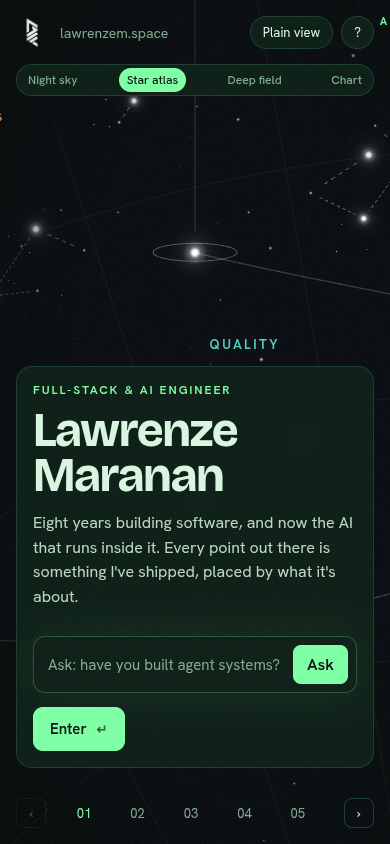 lawrenzem.space
Plain view
?
A
Night sky
Star atlas
Deep field
Chart
S
QUALITY
FULL-STACK & AI ENGINEER
Lawrenze
Maranan
Eight years building software, and now the AI
that runs inside it. Every point out there is
something I've shipped, placed by what it's
about.
Ask: have you built agent systems?
Ask
Enter ↵
‹
01
02
03
04
05
›